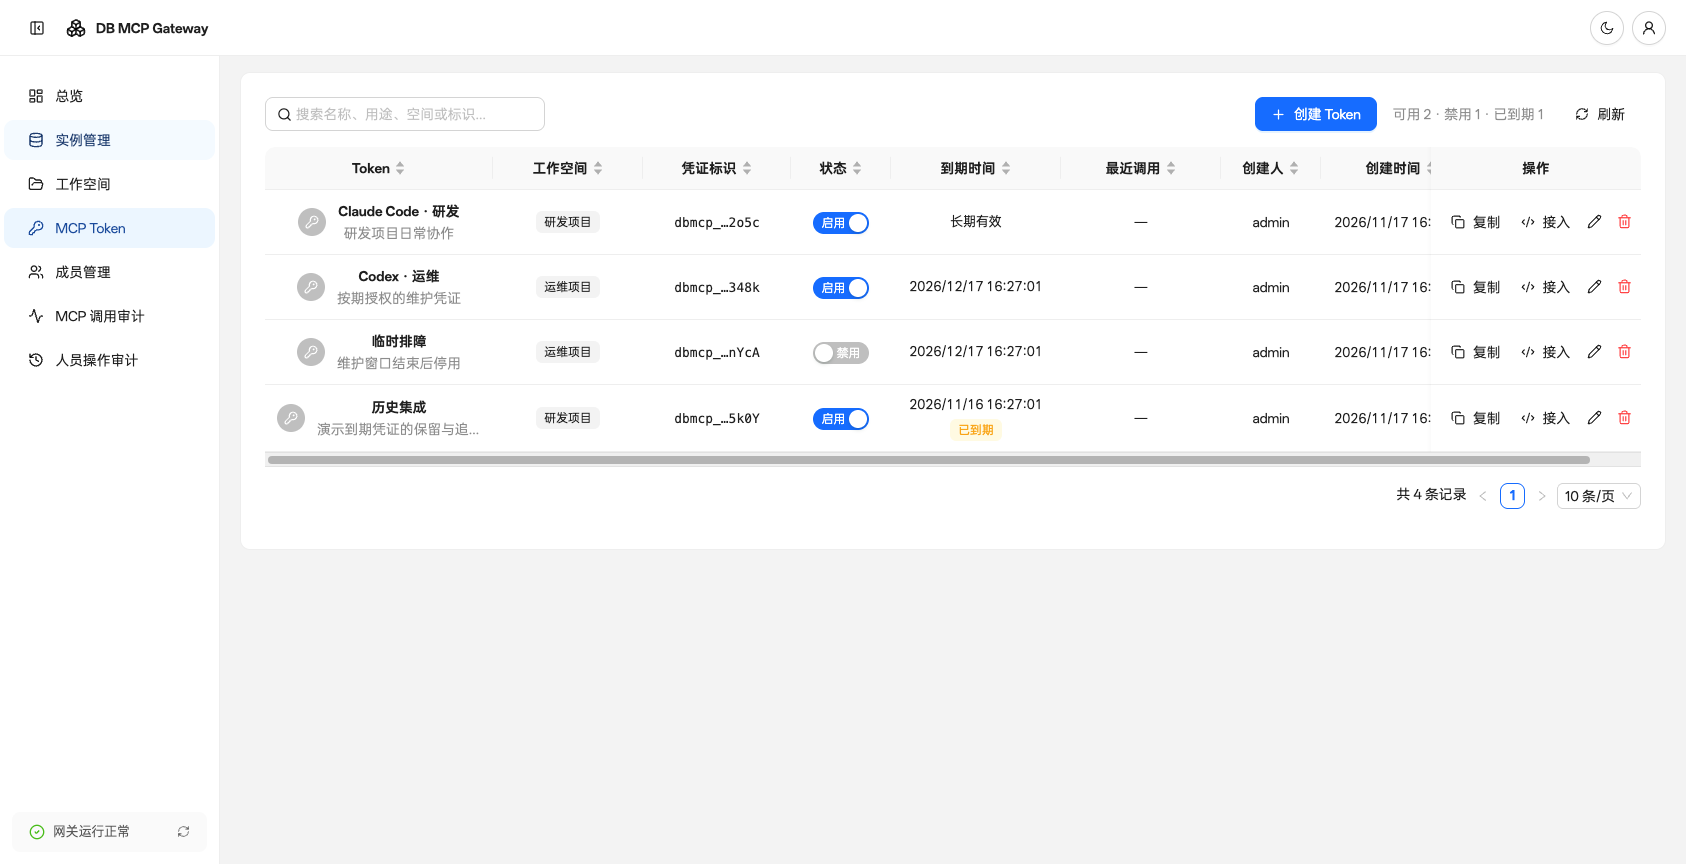 DB MCP Gateway
总览
实例管理
工作空间
MCP Token
成员管理
MCP 调用审计
人员操作审计
网关运行正常
搜索名称、用途、空间或标识...
创建 Token
可用 2 · 禁用 1 · 已到期 1
刷新
Token 工作空间 凭证标识 状态 到期时间 最近调用 创建人 创建时间 操作
Claude Code · 研发
研发项目日常协作
研发项目 dbmcp_…2o5c 启用 长期有效 — admin 2026/11/17 16: 复制 接入
Codex · 运维
按期授权的维护凭证
运维项目 dbmcp_…348k 启用 2026/12/17 16:27:01 — admin 2026/11/17 16: 复制 接入
临时排障
维护窗口结束后停用
运维项目 dbmcp_…nYcA 禁用 2026/12/17 16:27:01 — admin 2026/11/17 16: 复制 接入
历史集成
演示到期凭证的保留与追...
研发项目 dbmcp_…5k0Y 启用 2026/11/16 16:27:01 — admin 2026/11/17 16: 复制 接入
已到期
共 4 条记录 1 10 条/页